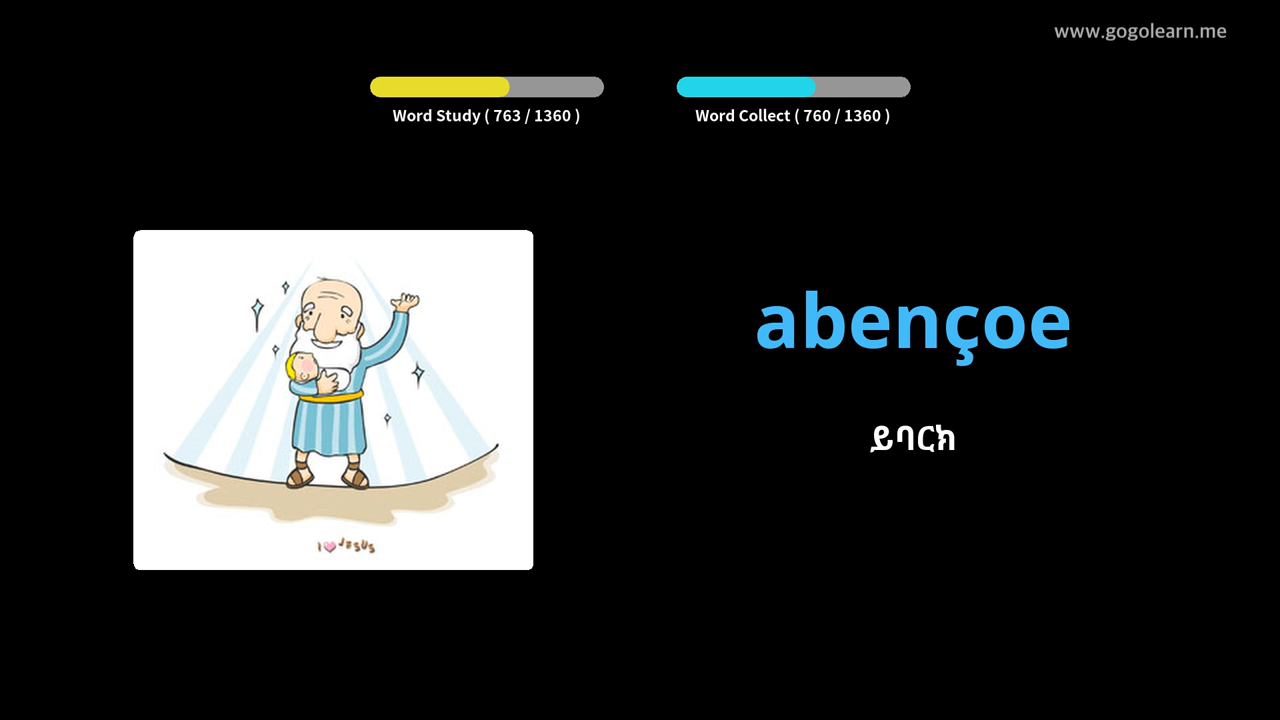 www.gogolearn.me
Word Study ( 763 / 1360 )
Word Collect ( 760 / 1360 )
abençoe
ይባርክ
I JESUS